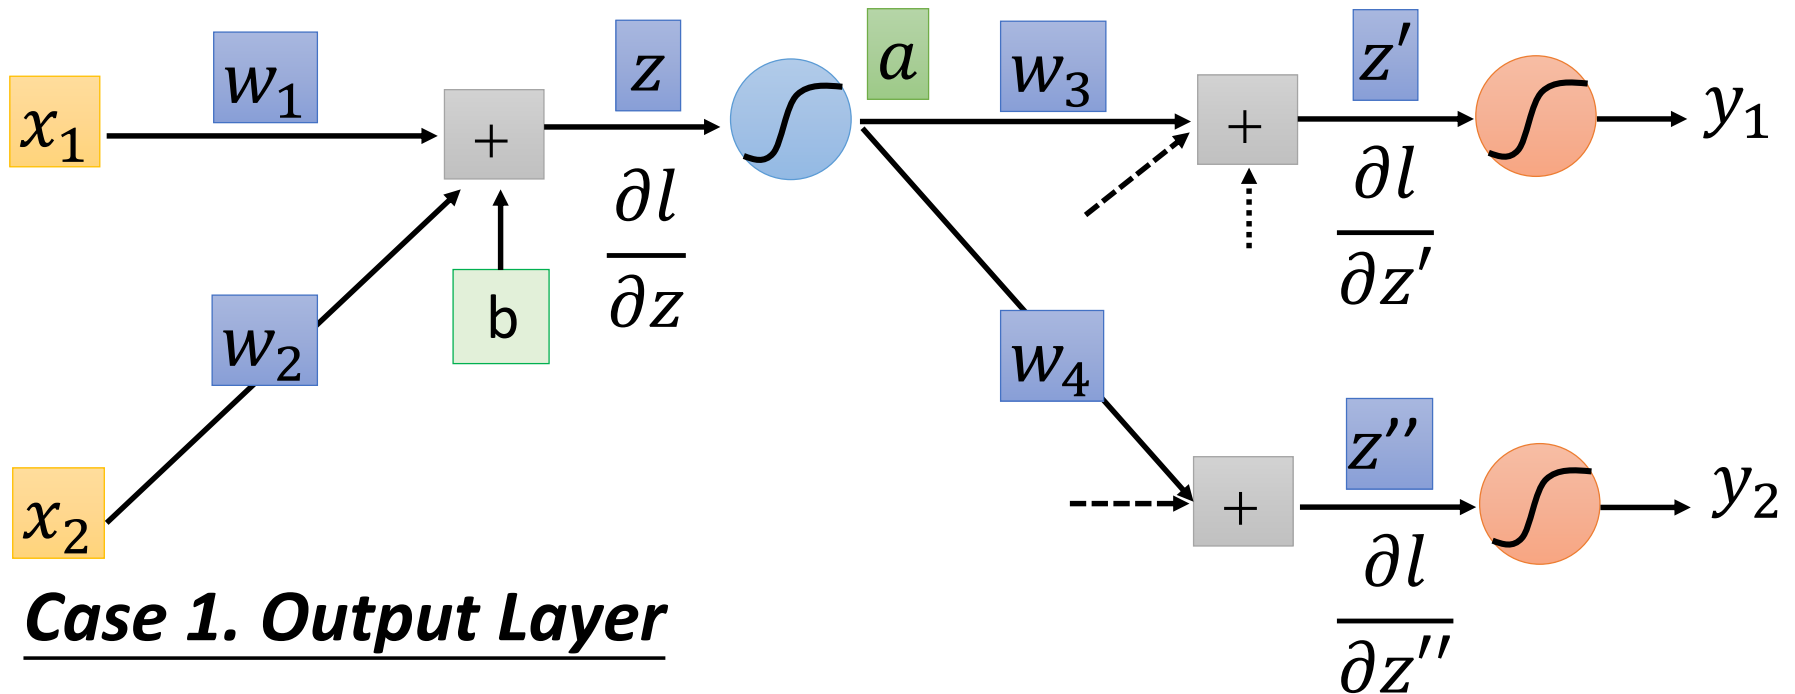 x₁
w₁
+
z
a
w₃
+
z′
y₁
∂l
∂z
∂l
∂z′
w₂
b
w₄
x₂
+
z′′
y₂
∂l
∂z′′
Case 1. Output Layer